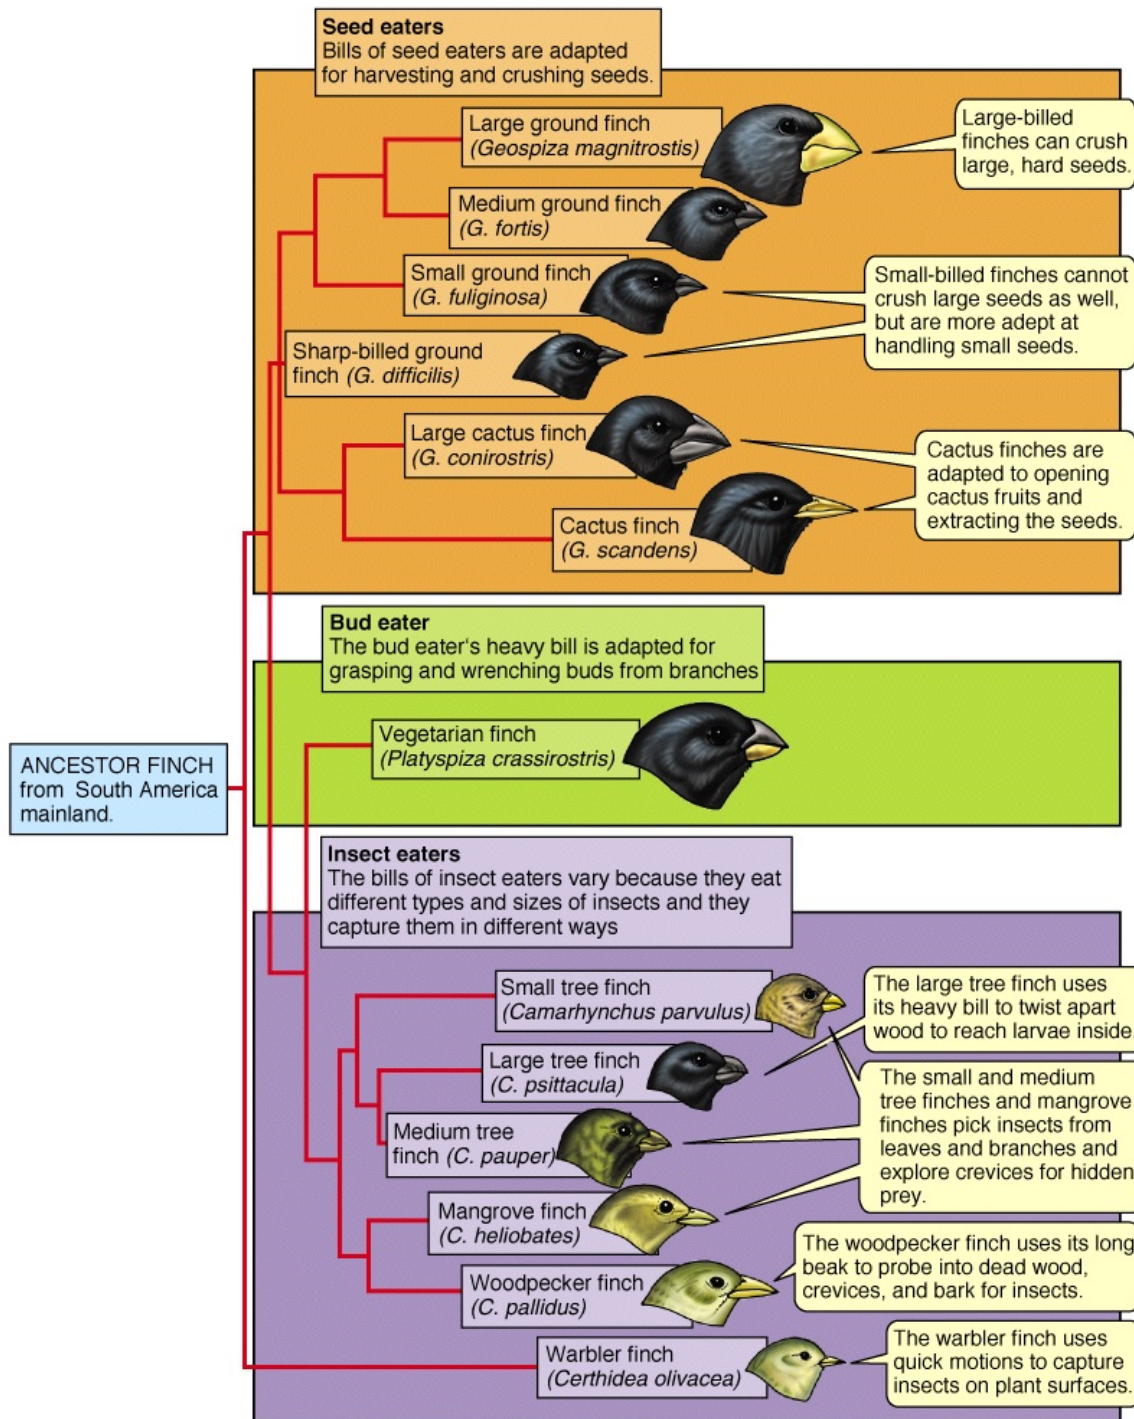 Seed eaters
Bills of seed eaters are adapted
for harvesting and crushing seeds.
Large ground finch
(Geospiza magnitrostis)
Large-billed
finches can crush
large, hard seeds.
Medium ground finch
(G. fortis)
Small ground finch
(G. fuliginosa)
Small-billed finches cannot
crush large seeds as well,
but are more adept at
handling small seeds.
Sharp-billed ground
finch (G. difficilis)
Large cactus finch
(G. conirostris)
Cactus finches are
adapted to opening
cactus fruits and
extracting the seeds.
Cactus finch
(G. scandens)
Bud eater
The bud eater‘s heavy bill is adapted for
grasping and wrenching buds from branches
Vegetarian finch
(Platyspiza crassirostris)
ANCESTOR FINCH
from South America
mainland.
Insect eaters
The bills of insect eaters vary because they eat
different types and sizes of insects and they
capture them in different ways
Small tree finch
(Camarhynchus parvulus)
The large tree finch uses
its heavy bill to twist apart
wood to reach larvae inside.
Large tree finch
(C. psittacula)
The small and medium
tree finches and mangrove
finches pick insects from
leaves and branches and
explore crevices for hidden
prey.
Medium tree
finch (C. pauper)
Mangrove finch
(C. heliobates)
The woodpecker finch uses its long
beak to probe into dead wood,
crevices, and bark for insects.
Woodpecker finch
(C. pallidus)
Warbler finch
(Certhidea olivacea)
The warbler finch uses
quick motions to capture
insects on plant surfaces.